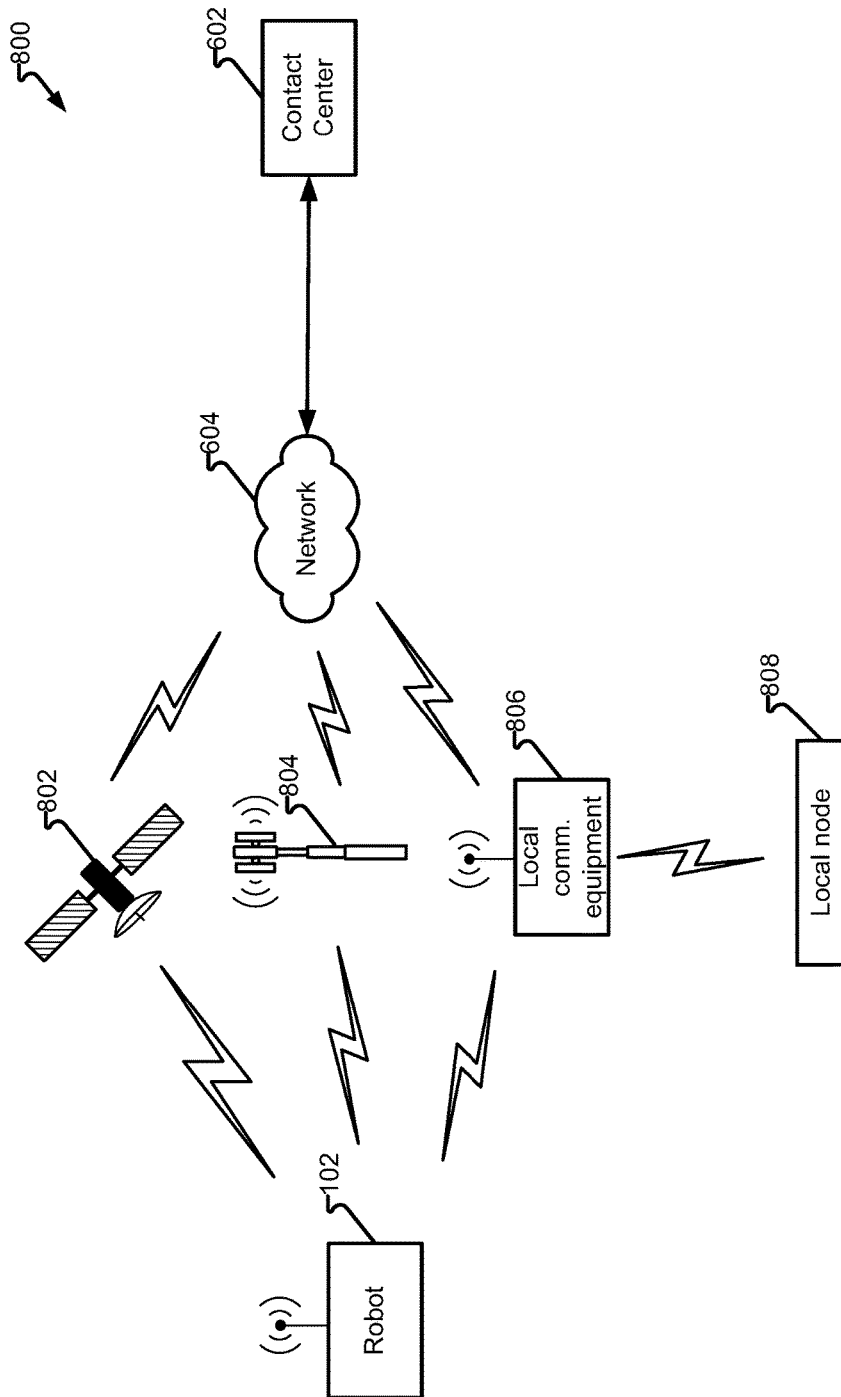 800
802
604
602
Contact
Center
Network
804
102
Robot
806
Local
comm.
equipment
808
Local node